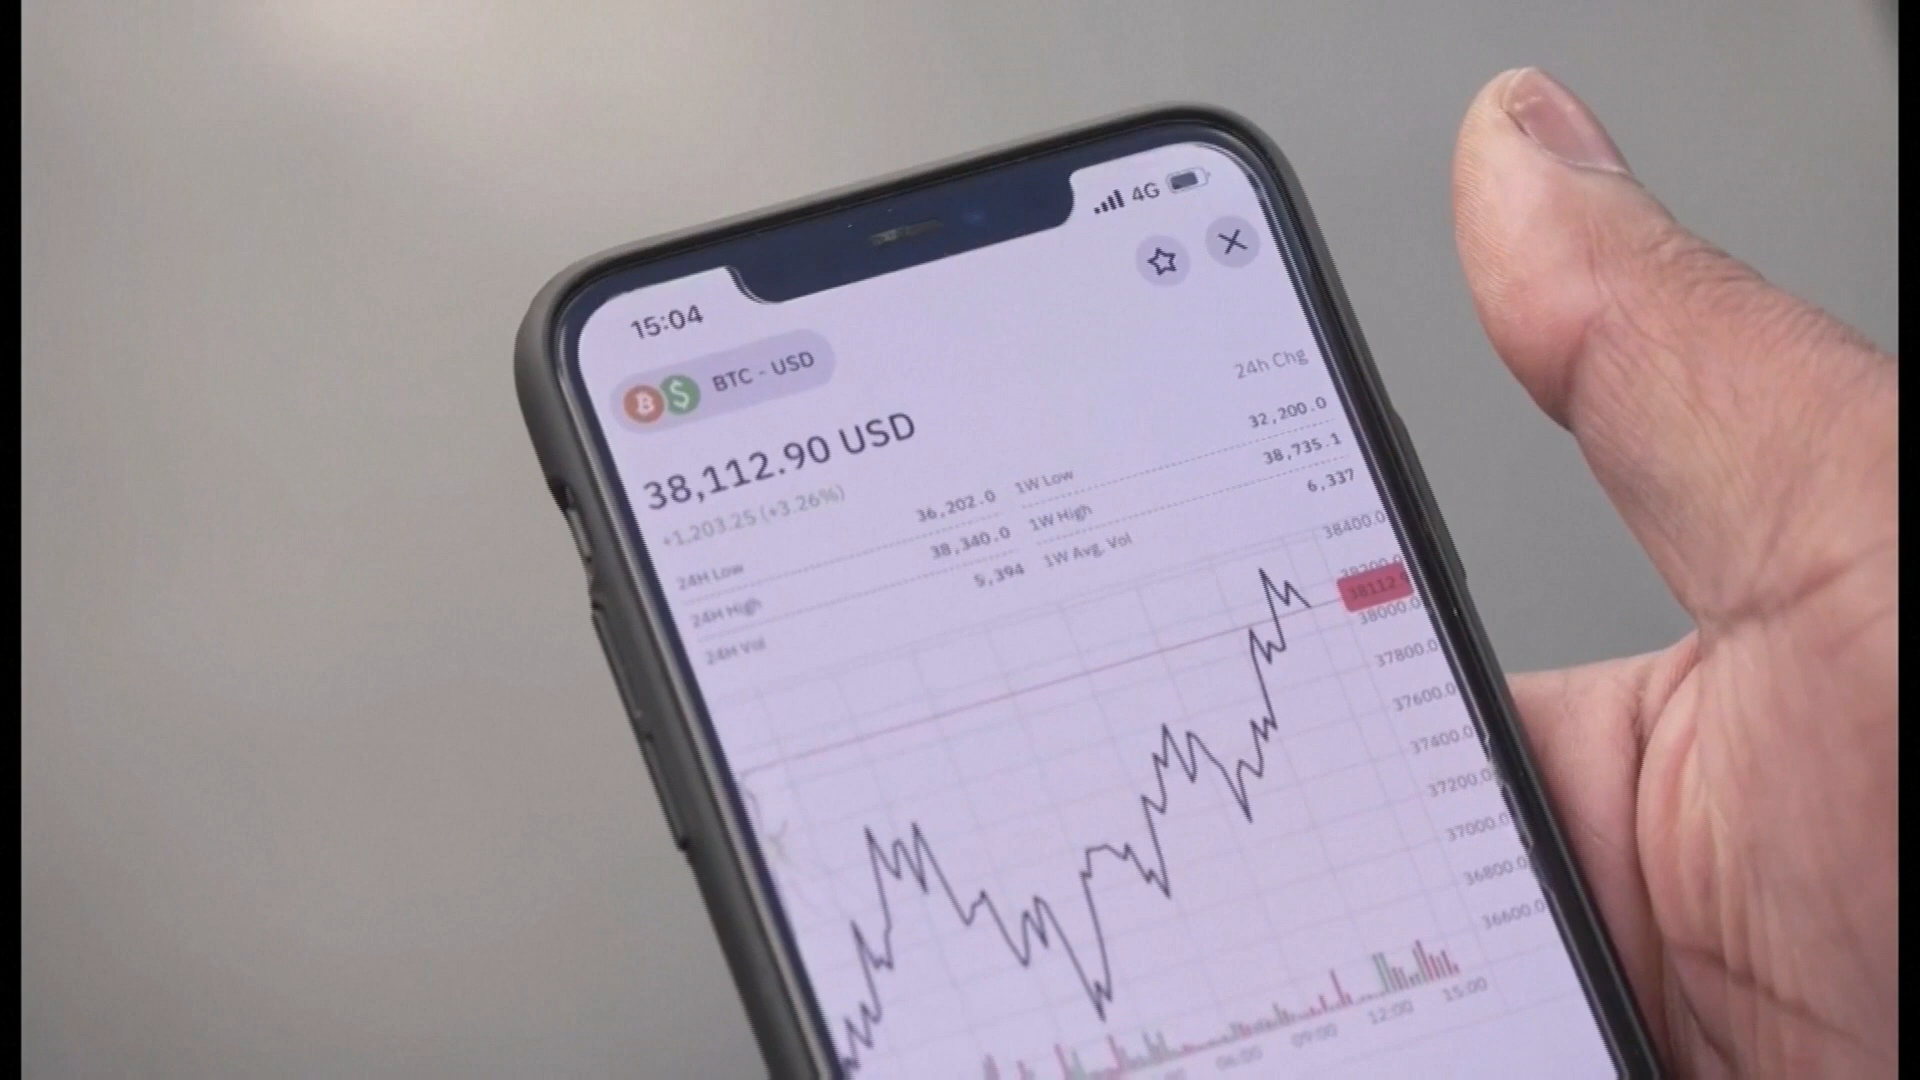 15:04
4G
BTC - USD
38,112.90 USD
24h Chg
+1,203.25 (+3.26%)
24H Low 36,202.0 1W Low 32,200.0
24H High 38,340.0 1W High 38,735.1
24H Vol 5,394 1W Avg. Vol 6,337
38400.0
38200.0
38112.9
38000.0
37800.0
37600.0
37400.0
37200.0
37000.0
36800.0
36600.0
06:00 09:00 12:00 15:00